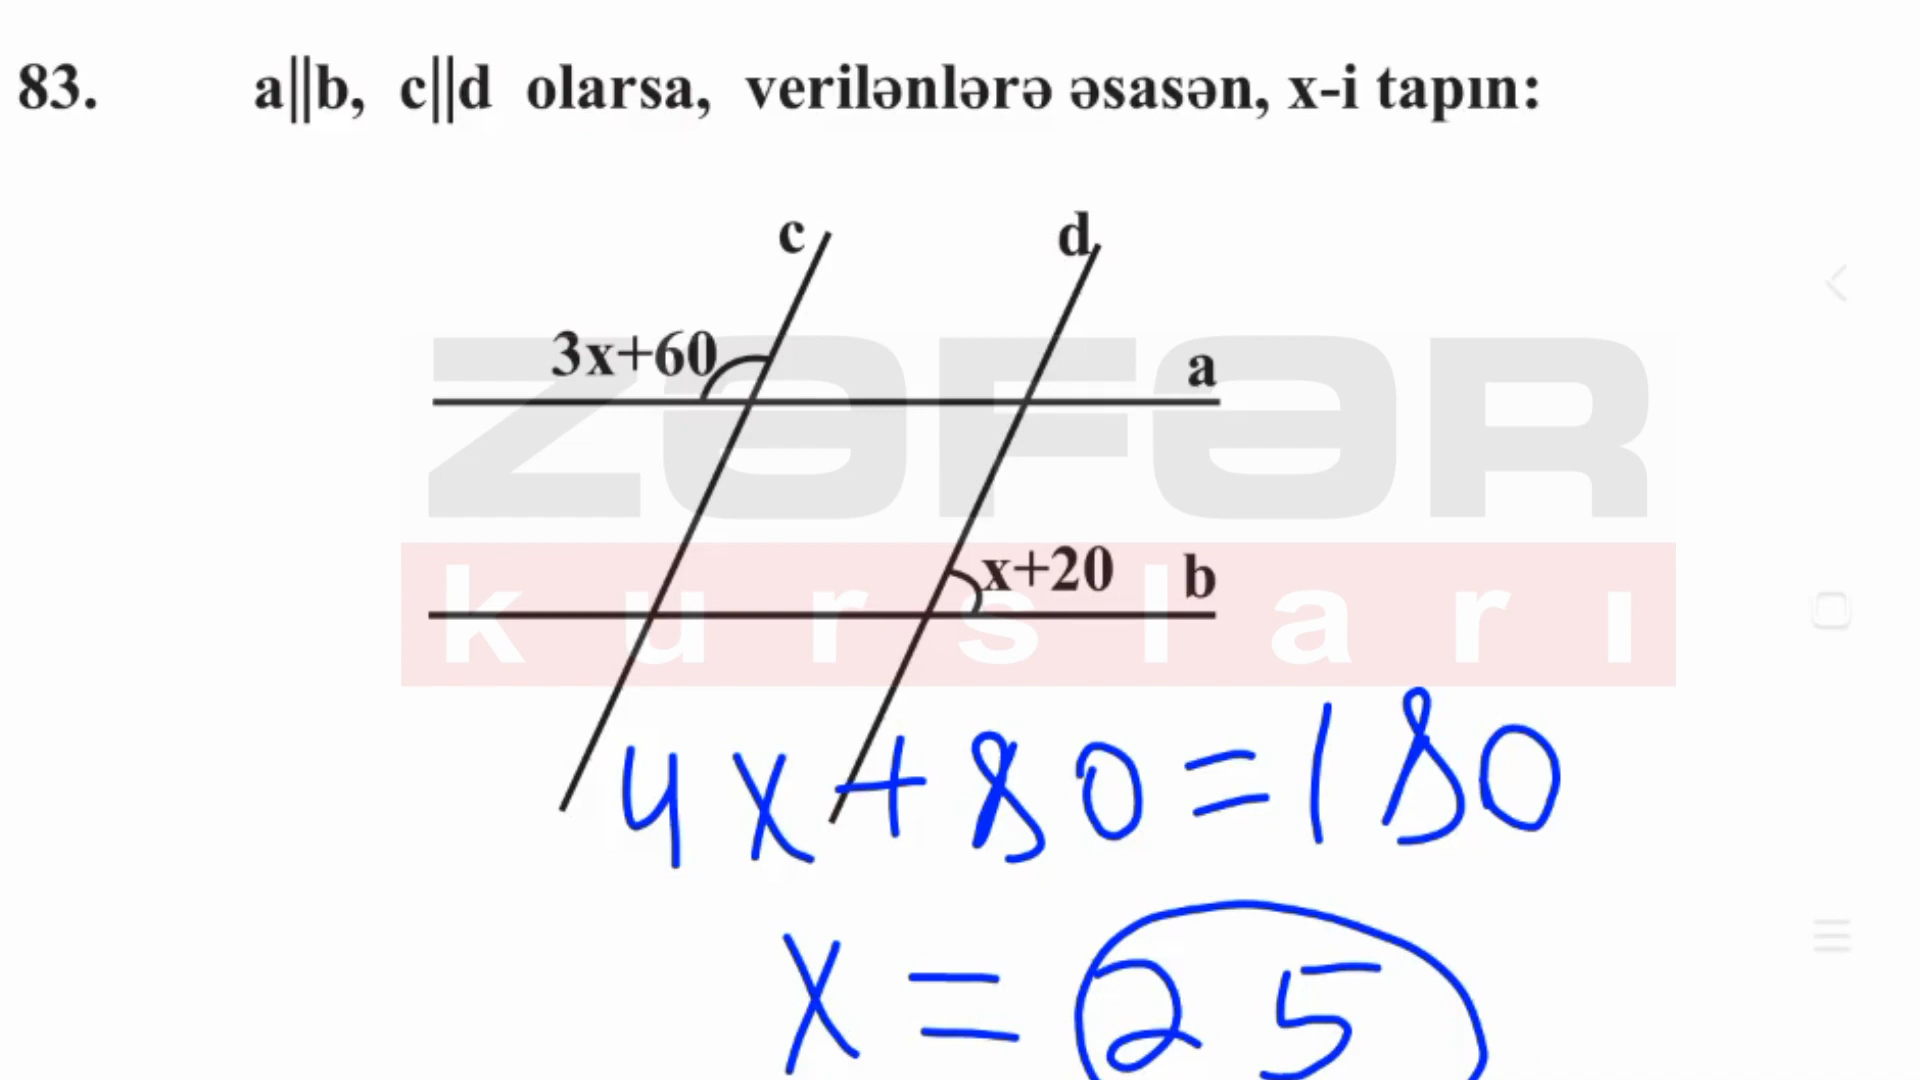 83. a||b, c||d olarsa, verilənlərə əsasən, x-i tapın:
c
d
3x+60
a
ZƏFƏR
x+20
b
kursları
4x+80=180
x=25